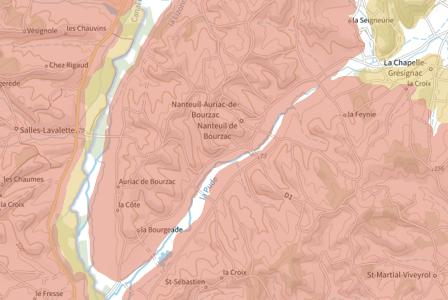 la Seigneurie
Vésignole
les Chauvins
La Chapelle-
Grésignac
Chez Rigaud
la Croix
Nanteuil-Auriac-de-
Bourzac
la Feynie
Salles-Lavalette
Nanteuil de
Bourzac
les Chaumes
Auriac de Bourzac
la Pude
D1
la Croix
la Côte
la Bourgeade
la Croix
St-Martial-Viveyrol
St-Sébastien
le Fresse